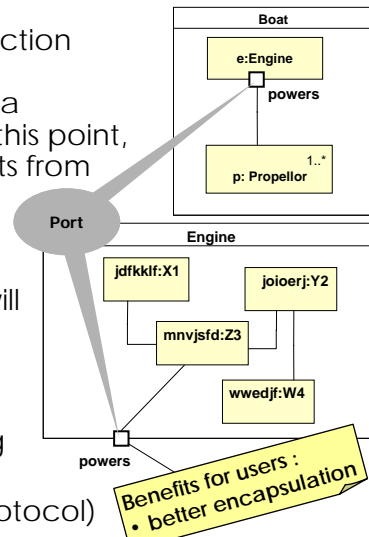 ction
a
this point,
ts from
vill
g
otocol)
Boat
e:Engine
powers
1..*
p: Propellor
Port
Engine
jdfkklf:X1
joioerj:Y2
mnvjsfd:Z3
wwedjf:W4
powers
Benefits for users :
• better encapsulation